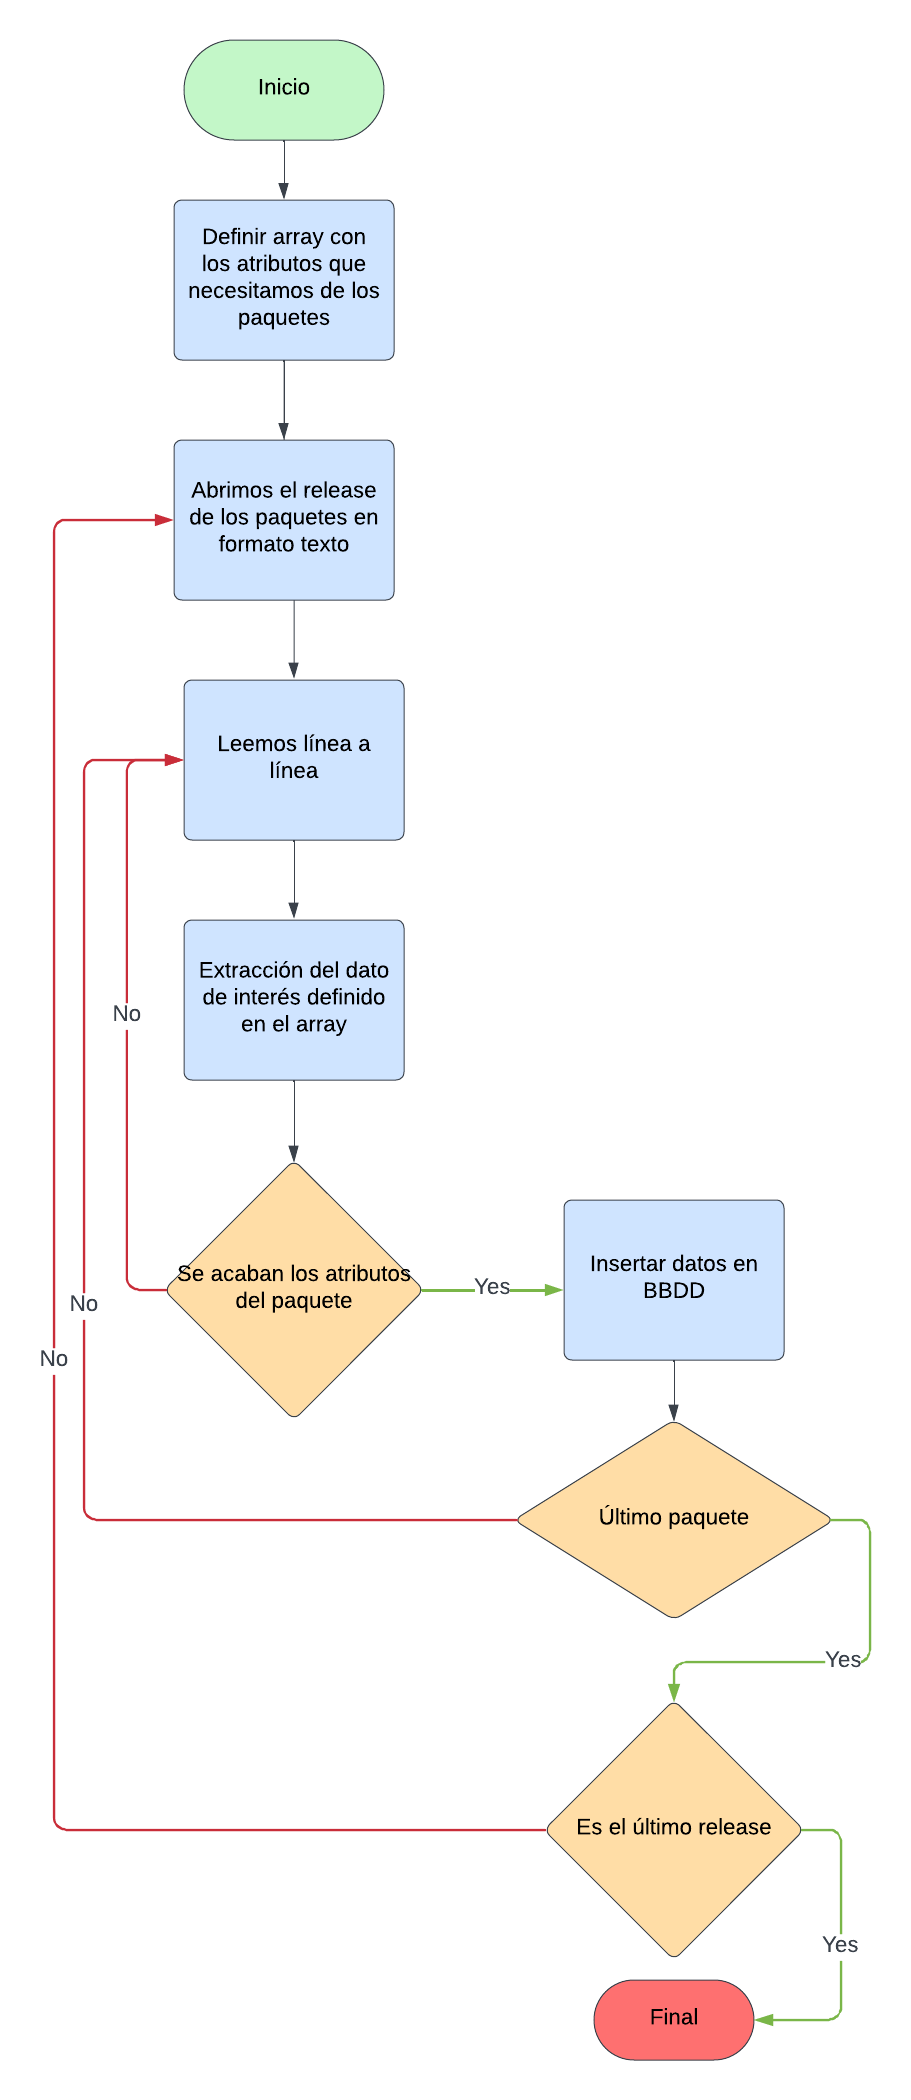 Inicio
Definir array con
los atributos que
necesitamos de los
paquetes
Abrimos el release
de los paquetes en
formato texto
Leemos línea a
línea
Extracción del dato
de interés definido
en el array
No
Se acaban los atributos
del paquete
Yes
Insertar datos en
BBDD
No
No
Último paquete
Yes
Es el último release
Yes
Final